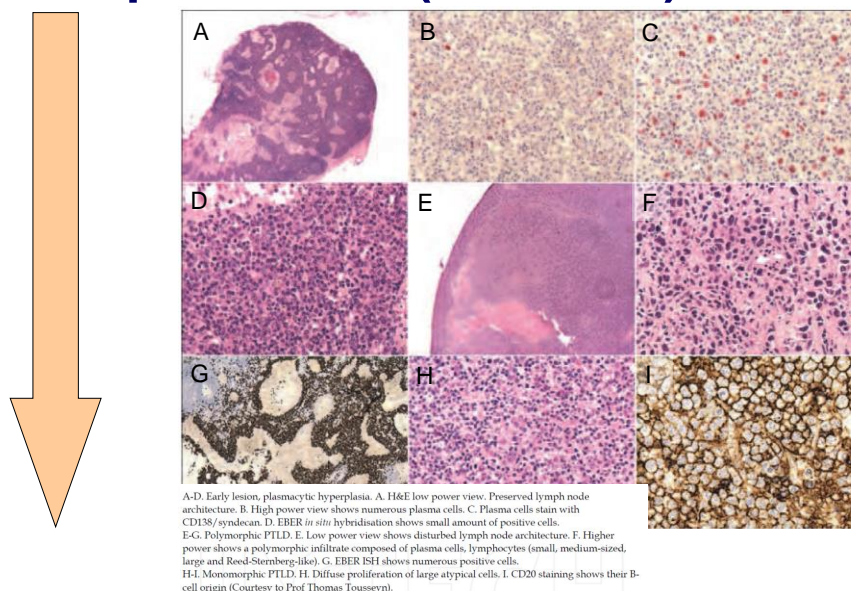 A
B
C
D
E
F
G
H
I
A-D. Early lesion, plasmacytic hyperplasia. A. H&E low power view. Preserved lymph node
architecture. B. High power view shows numerous plasma cells. C. Plasma cells stain with
CD138/syndecan. D. EBER in situ hybridisation shows small amount of positive cells.
E-G. Polymorphic PTLD. E. Low power view shows disturbed lymph node architecture. F. Higher
power shows a polymorphic infiltrate composed of plasma cells, lymphocytes (small, medium-sized,
large and Reed-Sternberg-like). G. EBER ISH shows numerous positive cells.
H-I. Monomorphic PTLD. H. Diffuse proliferation of large atypical cells. I. CD20 staining shows their B-
cell origin (Courtesy to Prof Thomas Tousseyn).